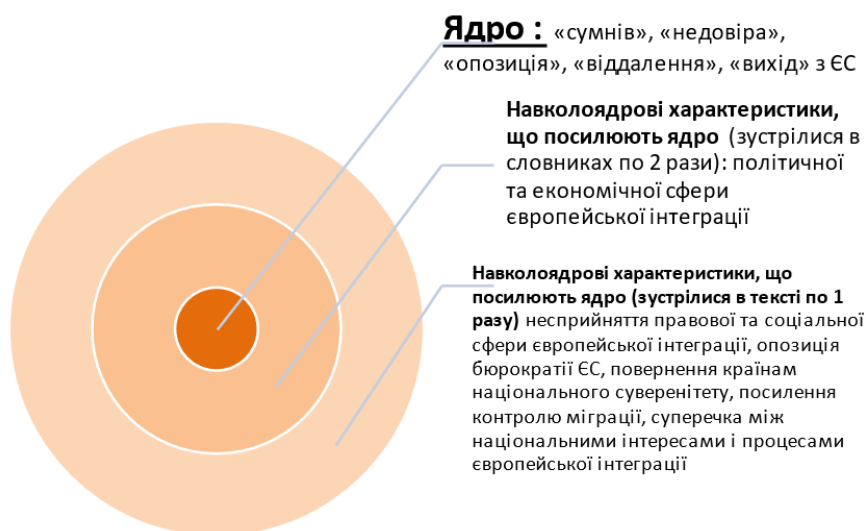 Ядро : «сумнів», «недовіра»,
«опозиція», «віддалення», «вихід» з ЄС
Навколоядрові характеристики,
що посилюють ядро (зустрілися в
словниках по 2 рази): політичної
та економічної сфери
європейської інтеграції
Навколоядрові характеристики, що
посилюють ядро (зустрілися в тексті по 1
разу) несприйняття правової та соціальної
сфери європейської інтеграції, опозиція
бюрократії ЄС, повернення країнам
національного суверенітету, посилення
контролю міграції, суперечка між
національними інтересами і процесами
європейської інтеграції